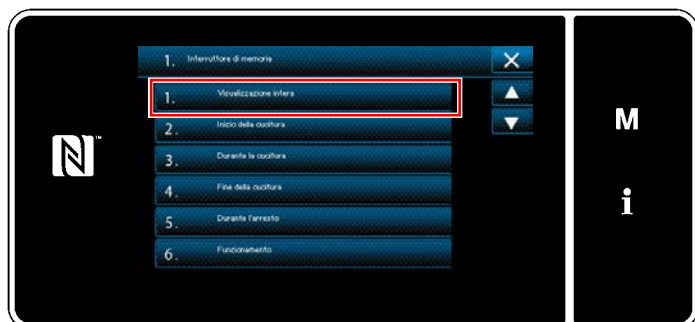 1. Interruttore di memoria
1. Visualizzazione intera
2. Inizio della cucitura
3. Durante la cucitura
4. Fine della cucitura
5. Durante l'arresto
6. Funzionamento
M
i